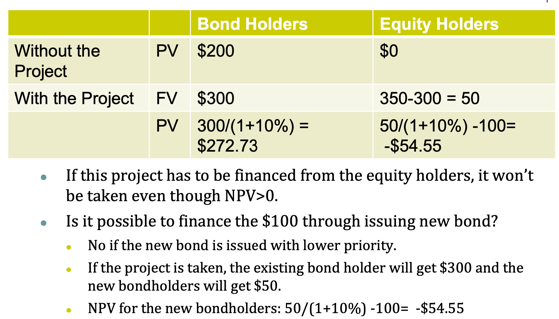 Bond Holders Equity Holders
Without the PV $200 $0
Project
With the Project FV $300 350-300 = 50
PV 300/(1+10%) = 50/(1+10%) -100=
$272.73 -$54.55
If this project has to be financed from the equity holders, it won’t
be taken even though NPV>0.
Is it possible to finance the $100 through issuing new bond?
No if the new bond is issued with lower priority.
If the project is taken, the existing bond holder will get $300 and the
new bondholders will get $50.
NPV for the new bondholders: 50/(1+10%) -100= -$54.55